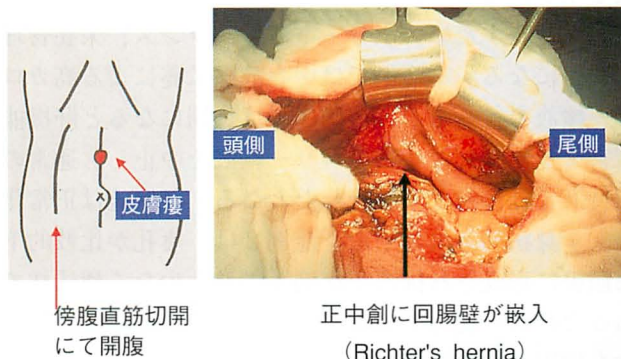 皮膚瘻
傍腹直筋切開
にて開腹
頭側
尾側
正中創に回腸壁が嵌入
(Richter's hernia)